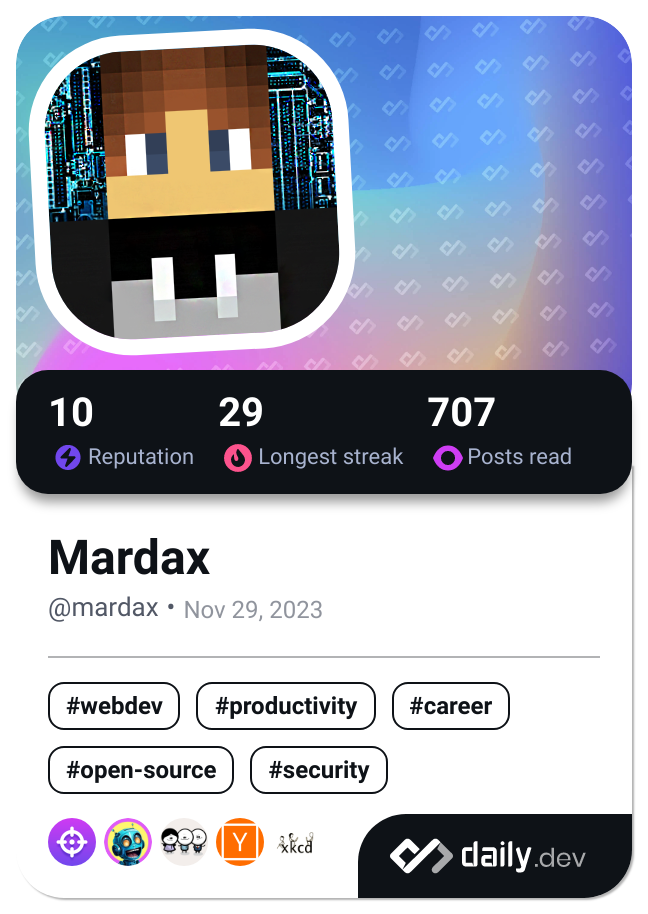 10 29 707
Reputation Longest streak Posts read
Mardax
@mardax • Nov 29, 2023
#webdev #productivity #career
#open-source #security
Y xkcd
daily.dev